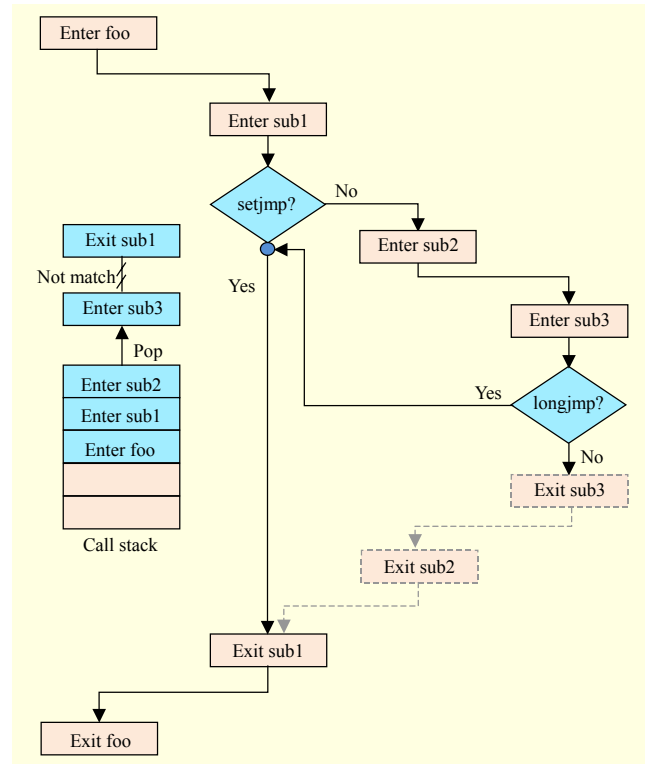 Enter foo
Enter sub1
setjmp?
No
Enter sub2
Enter sub3
longjmp?
Yes
No
Exit sub3
Exit sub2
Yes
Exit sub1
Exit foo
Exit sub1
Not match
Enter sub3
Pop
Enter sub2
Enter sub1
Enter foo
Call stack